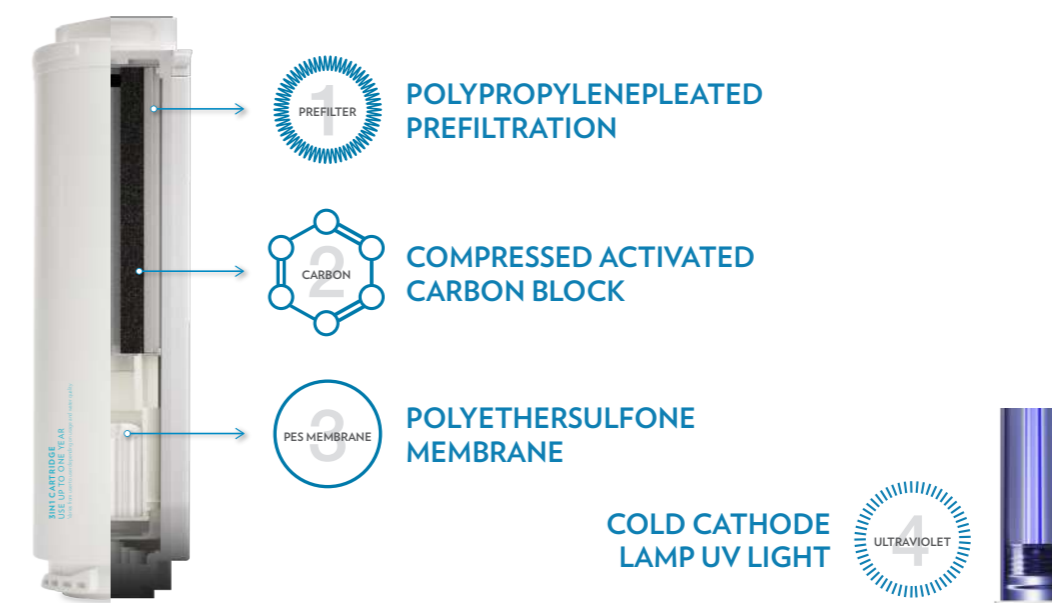 1
PREFILTER
POLYPROPYLENEPLEATED
PREFILTRATION
2
CARBON
COMPRESSED ACTIVATED
CARBON BLOCK
3
PES MEMBRANE
POLYETHERSULFONE
MEMBRANE
3IN1 CARTRIDGE
USE UP TO ONE YEAR
COLD CATHODE
LAMP UV LIGHT
4
ULTRAVIOLET